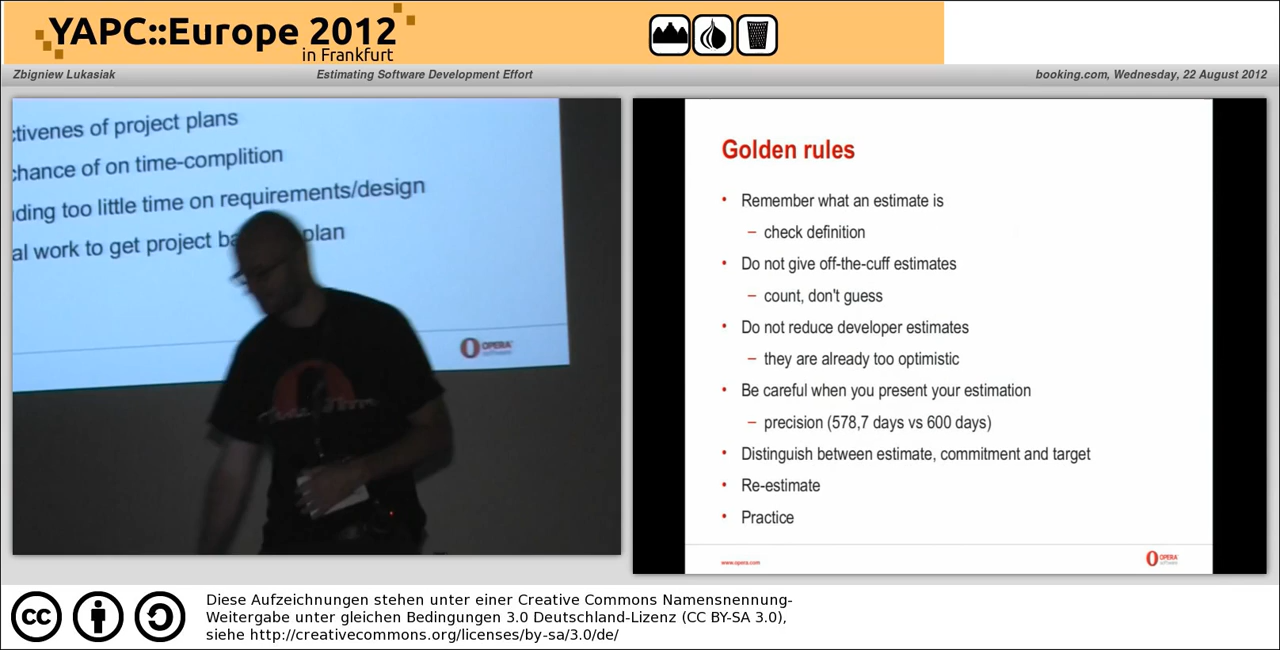 YAPC::Europe 2012
in Frankfurt
Zbigniew Lukasiak
Estimating Software Development Effort
booking.com, Wednesday, 22 August 2012
ctivenes of project plans
chance of on time-complition
ding too little time on requirements/design
al work to get project ba plan
OPERA
software
Golden rules
• Remember what an estimate is
– check definition
• Do not give off-the-cuff estimates
– count, don't guess
• Do not reduce developer estimates
– they are already too optimistic
• Be careful when you present your estimation
– precision (578,7 days vs 600 days)
• Distinguish between estimate, commitment and target
• Re-estimate
• Practice
www.opera.com
OPERA
software
cc
Diese Aufzeichnungen stehen unter einer Creative Commons Namensnennung-
Weitergabe unter gleichen Bedingungen 3.0 Deutschland-Lizenz (CC BY-SA 3.0),
siehe http://creativecommons.org/licenses/by-sa/3.0/de/